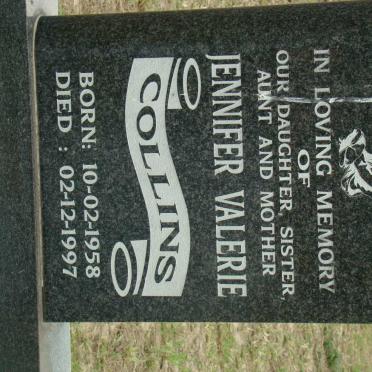 IN LOVING MEMORY
OF
OUR DAUGHTER, SISTER,
AUNT AND MOTHER
JENNIFER VALERIE
COLLINS
BORN: 10-02-1958
DIED : 02-12-1997